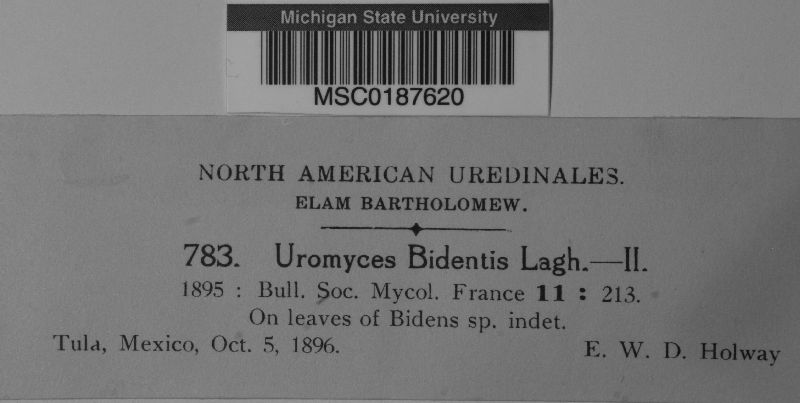 Michigan State University
MSC0187620
NORTH AMERICAN UREDINALES.
ELAM BARTHOLOMEW.
783. Uromyces Bidentis Lagh.—II.
1895 : Bull. Soc. Mycol. France 11 : 213.
On leaves of Bidens sp. indet.
Tula, Mexico, Oct. 5, 1896. E. W. D. Holway